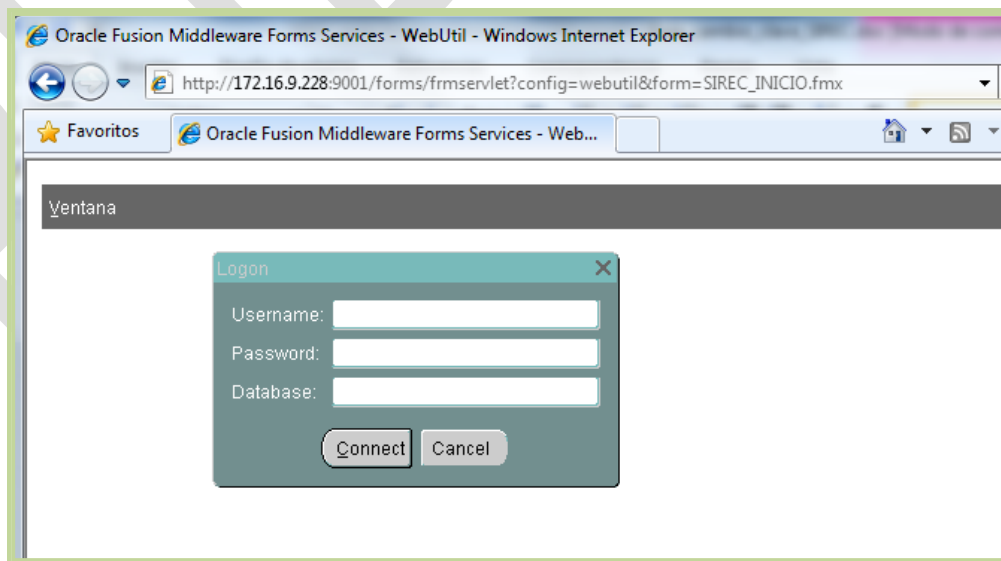 Oracle Fusion Middleware Forms Services - WebUtil - Windows Internet Explorer
http://172.16.9.228:9001/forms/frmservlet?config=webutil&form=SIREC_INICIO.fmx
Favoritos
Oracle Fusion Middleware Forms Services - Web...
Ventana
Logon
Username:
Password:
Database:
Connect Cancel